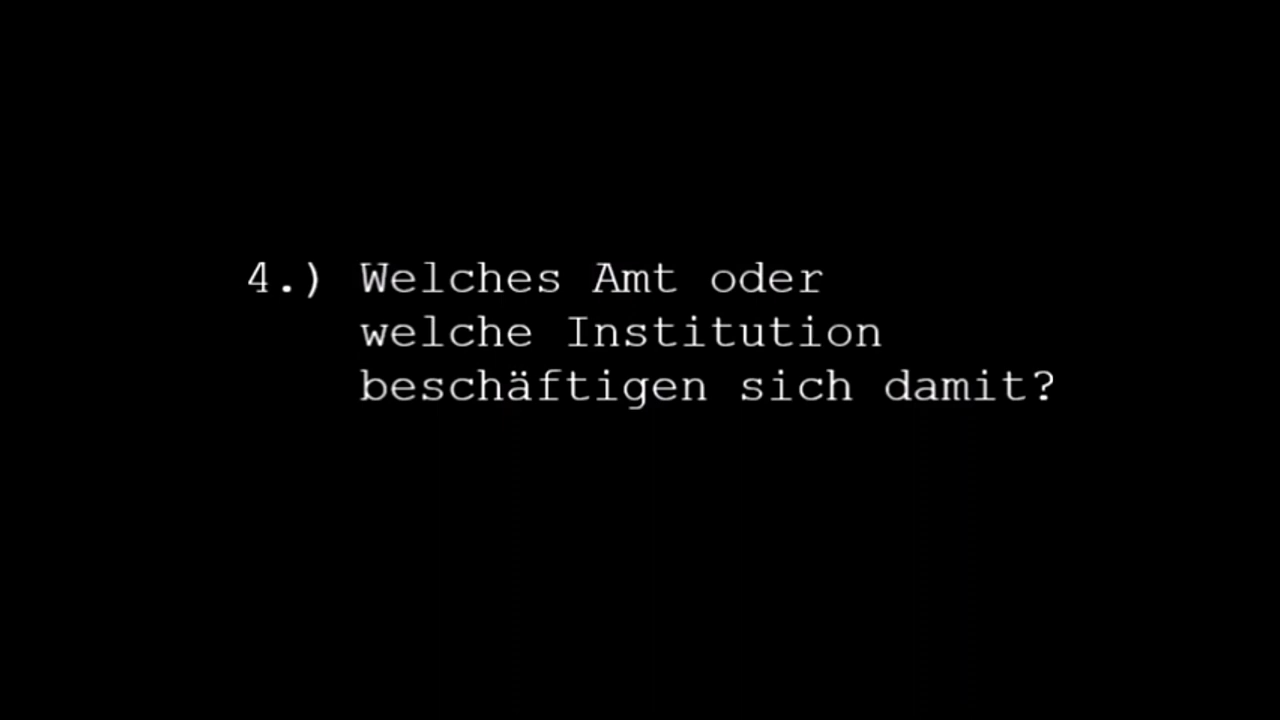 4.) Welches Amt oder
welche Institution
beschäftigen sich damit?